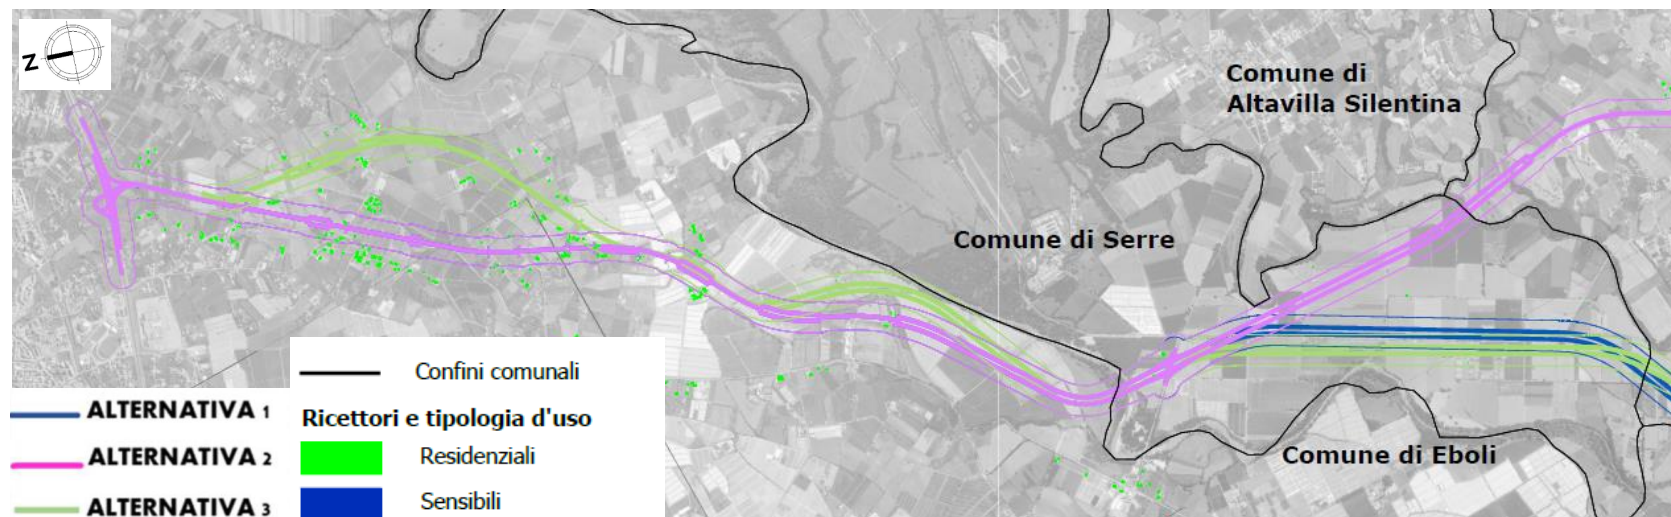 Z
Comune di
Altavilla Silentina
Comune di Serre
Comune di Eboli
Confini comunali
Ricettori e tipologia d'uso
Residenziali
Sensibili
ALTERNATIVA 1
ALTERNATIVA 2
ALTERNATIVA 3